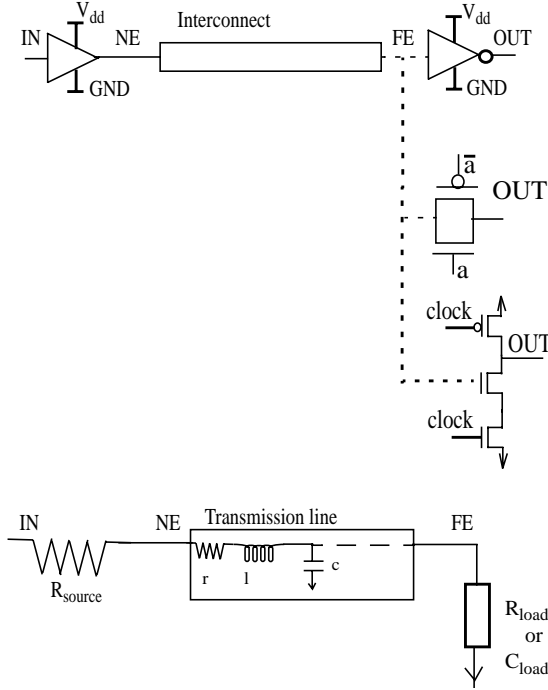 V_dd Interconnect V_dd
IN NE FE OUT
GND GND
a̅
OUT
a
clock
OUT
clock
IN NE Transmission line FE
R_source r l c
R_load
or
C_load